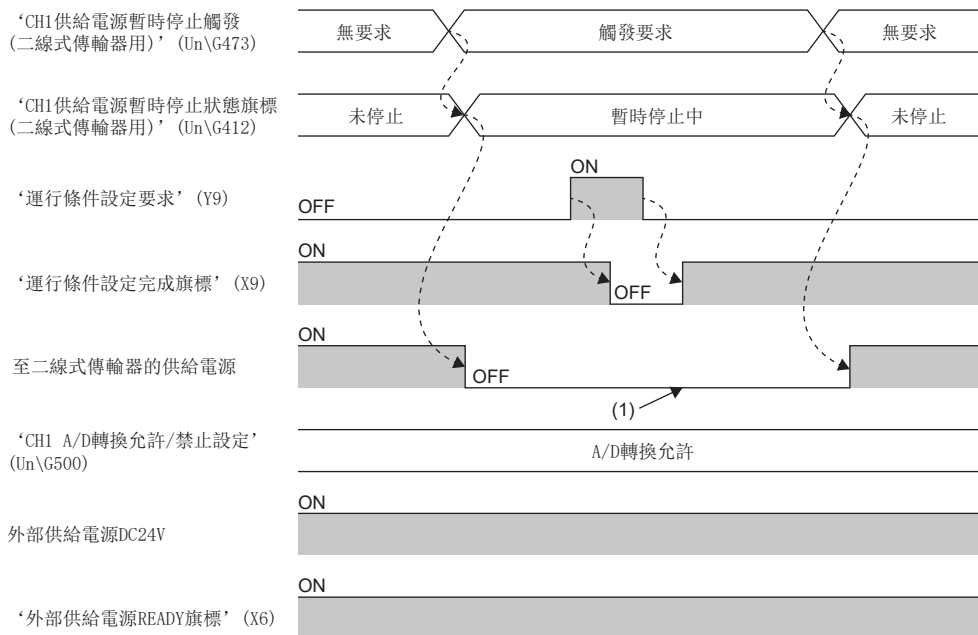 ‘CH1供給電源暫時停止觸發
(二線式傳輸器用)’ (Un\G473)
無要求
觸發要求
無要求
‘CH1供給電源暫時停止狀態旗標
(二線式傳輸器用)’ (Un\G412)
未停止
暫時停止中
未停止
‘運行條件設定要求’ (Y9)
OFF
ON
‘運行條件設定完成旗標’ (X9)
ON
OFF
至二線式傳輸器的供給電源
ON
OFF
(1)
‘CH1 A/D轉換允許/禁止設定’
(Un\G500)
A/D轉換允許
外部供給電源DC24V
ON
‘外部供給電源READY旗標’ (X6)
ON